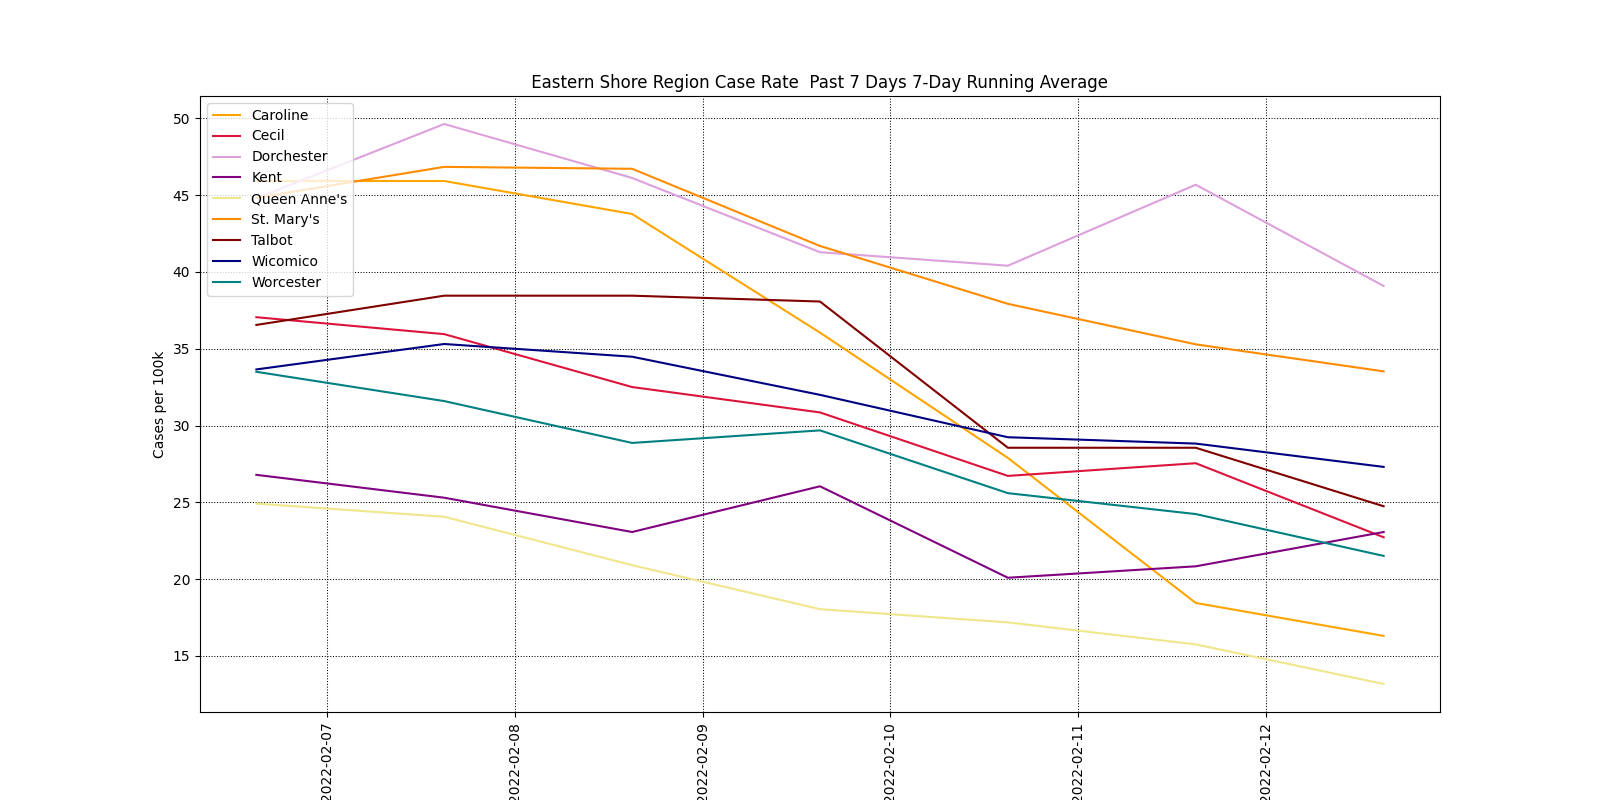 Eastern Shore Region Case Rate  Past 7 Days 7-Day Running Average
Caroline
Cecil
Dorchester
Kent
Queen Anne's
St. Mary's
Talbot
Wicomico
Worcester
Cases per 100k
50
45
40
35
30
25
20
15
2022-02-07
2022-02-08
2022-02-09
2022-02-10
2022-02-11
2022-02-12